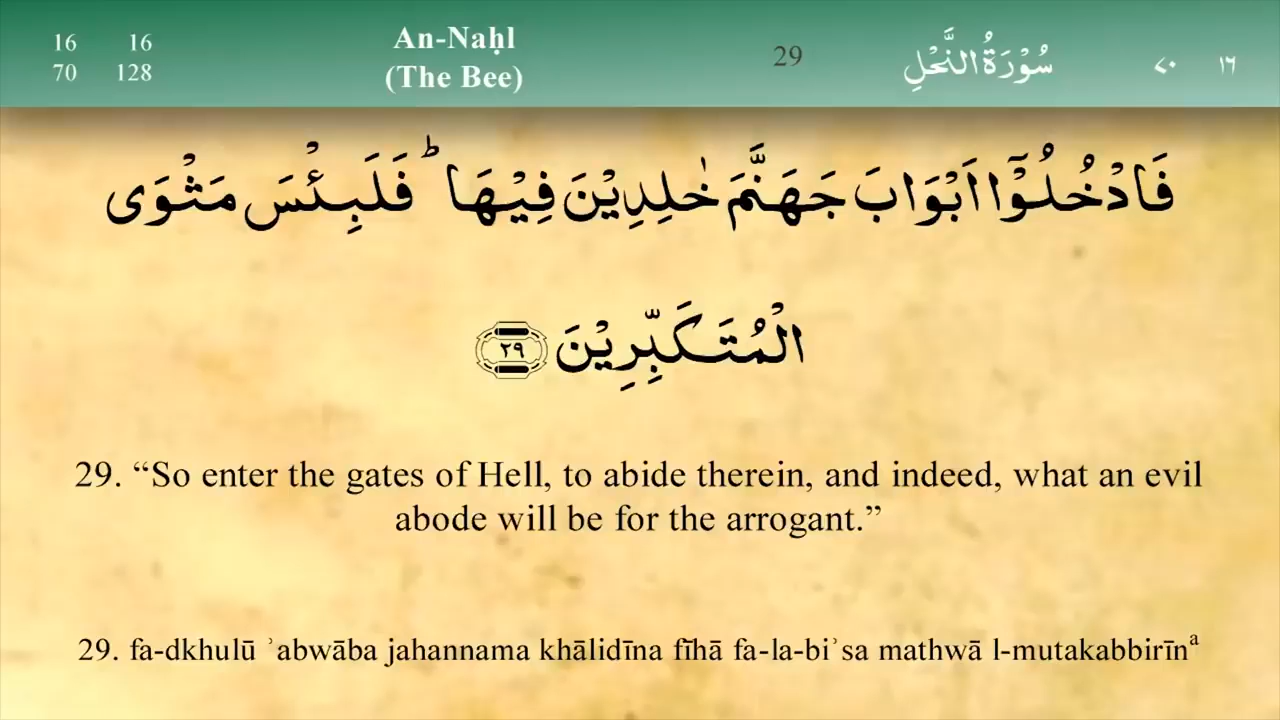 16 16
70 128
An-Naḥl
(The Bee)
29
سُوْرَةُ النَّحْلِ
٧٠ ١٦
فَادْخُلُوْٓا اَبْوَابَ جَهَنَّمَ خٰلِدِيْنَ فِيْهَا ؕ فَلَبِئْسَ مَثْوَى
الْمُتَكَبِّرِيْنَ ٢٩
29. “So enter the gates of Hell, to abide therein, and indeed, what an evil
abode will be for the arrogant.”
29. fa-dkhulū ʾabwāba jahannama khālidīna fīhā fa-la-biʾsa mathwā l-mutakabbirīnᵃ